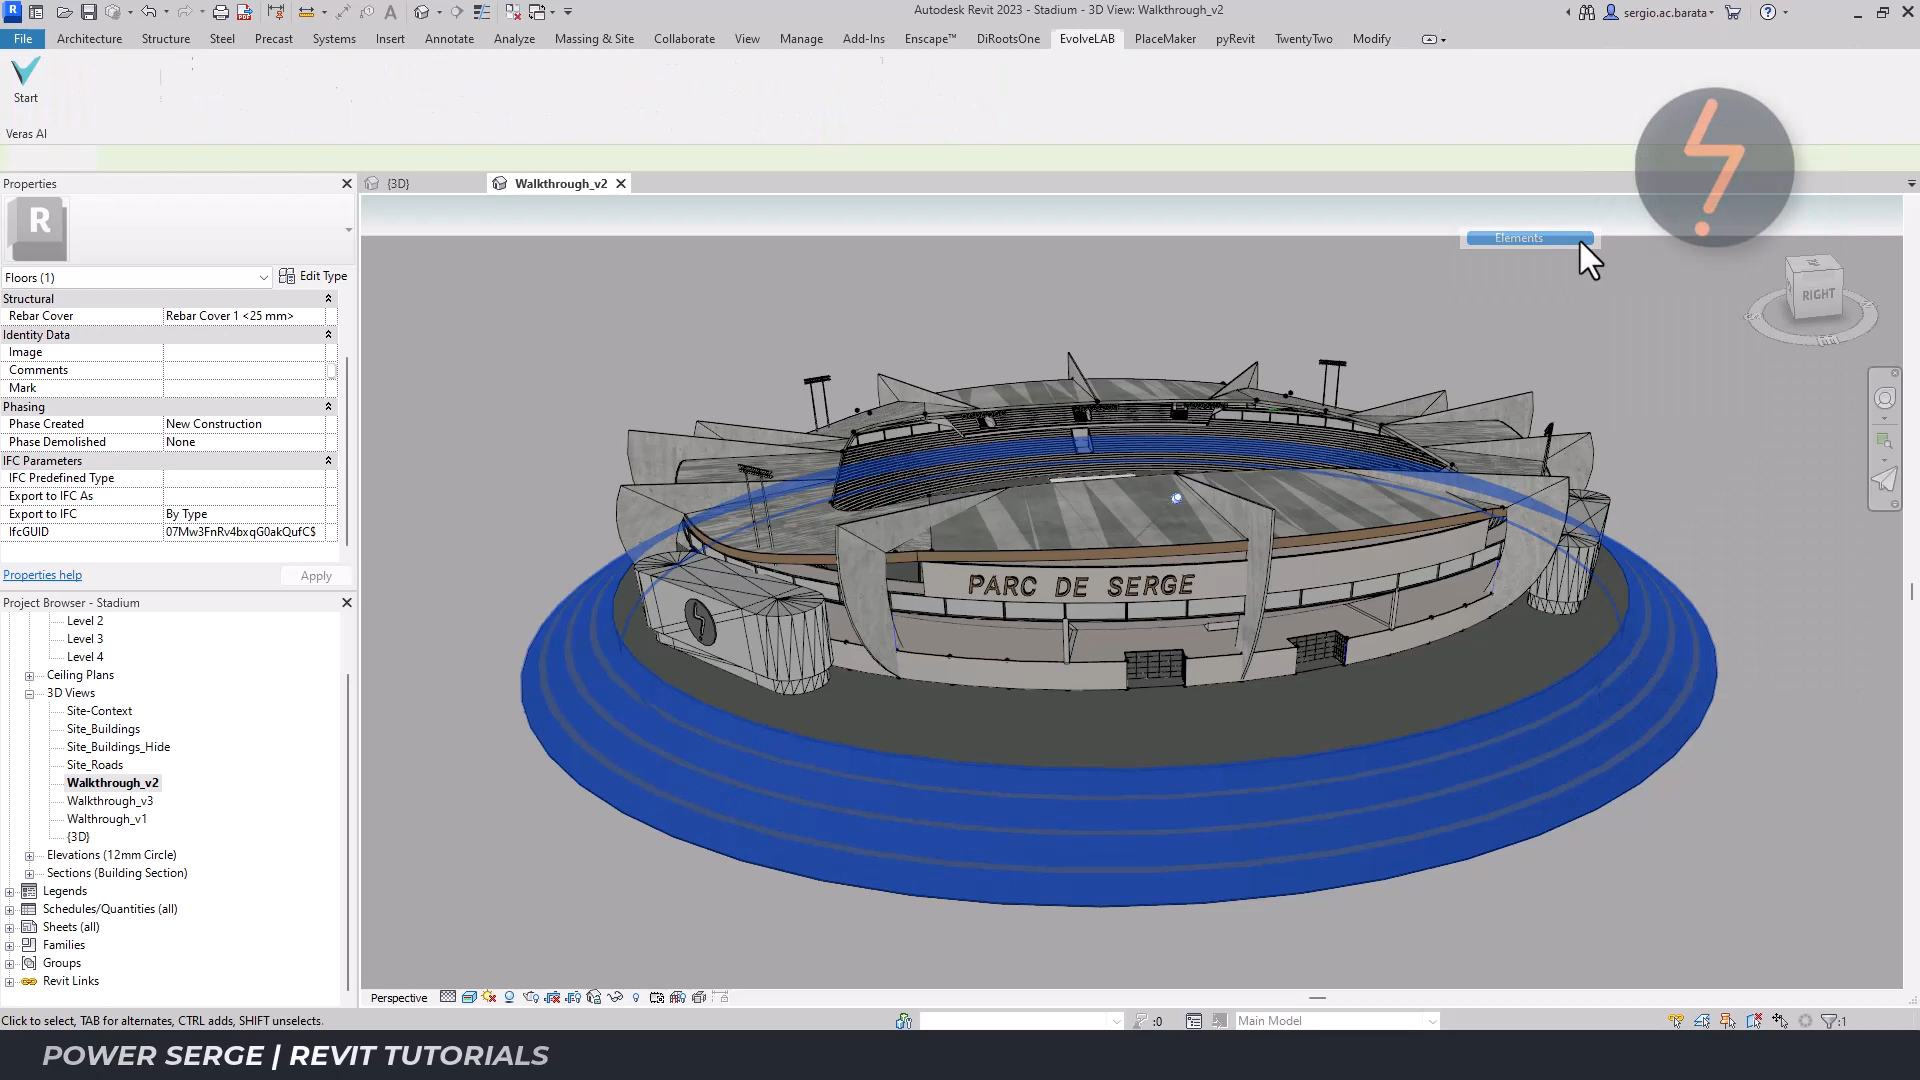 Autodesk Revit 2023 - Stadium - 3D View: Walkthrough_v2
sergio.ac.barata
File Architecture Structure Steel Precast Systems Insert Annotate Analyze Massing & Site Collaborate View Manage Add-Ins Enscape™ DiRootsOne EvolveLAB PlaceMaker pyRevit TwentyTwo Modify
Start
Veras AI
Properties
{3D}
Walkthrough_v2
R
Elements
RIGHT
Floors (1)
Edit Type
Structural
Rebar Cover Rebar Cover 1 <25 mm>
Identity Data
Image
Comments
Mark
Phasing
Phase Created New Construction
Phase Demolished None
IFC Parameters
IFC Predefined Type
Export to IFC As
Export to IFC By Type
IfcGUID 07Mw3FnRv4bxqG0akQufC$
Properties help
Apply
PARC DE SERGE
Project Browser - Stadium
Level 2
Level 3
Level 4
Ceiling Plans
3D Views
Site-Context
Site_Buildings
Site_Buildings_Hide
Site_Roads
Walkthrough_v2
Walkthrough_v3
Walthrough_v1
{3D}
Elevations (12mm Circle)
Sections (Building Section)
Legends
Schedules/Quantities (all)
Sheets (all)
Families
Groups
Revit Links
Perspective
Click to select, TAB for alternates, CTRL adds, SHIFT unselects.
:0
Main Model
:1
POWER SERGE | REVIT TUTORIALS